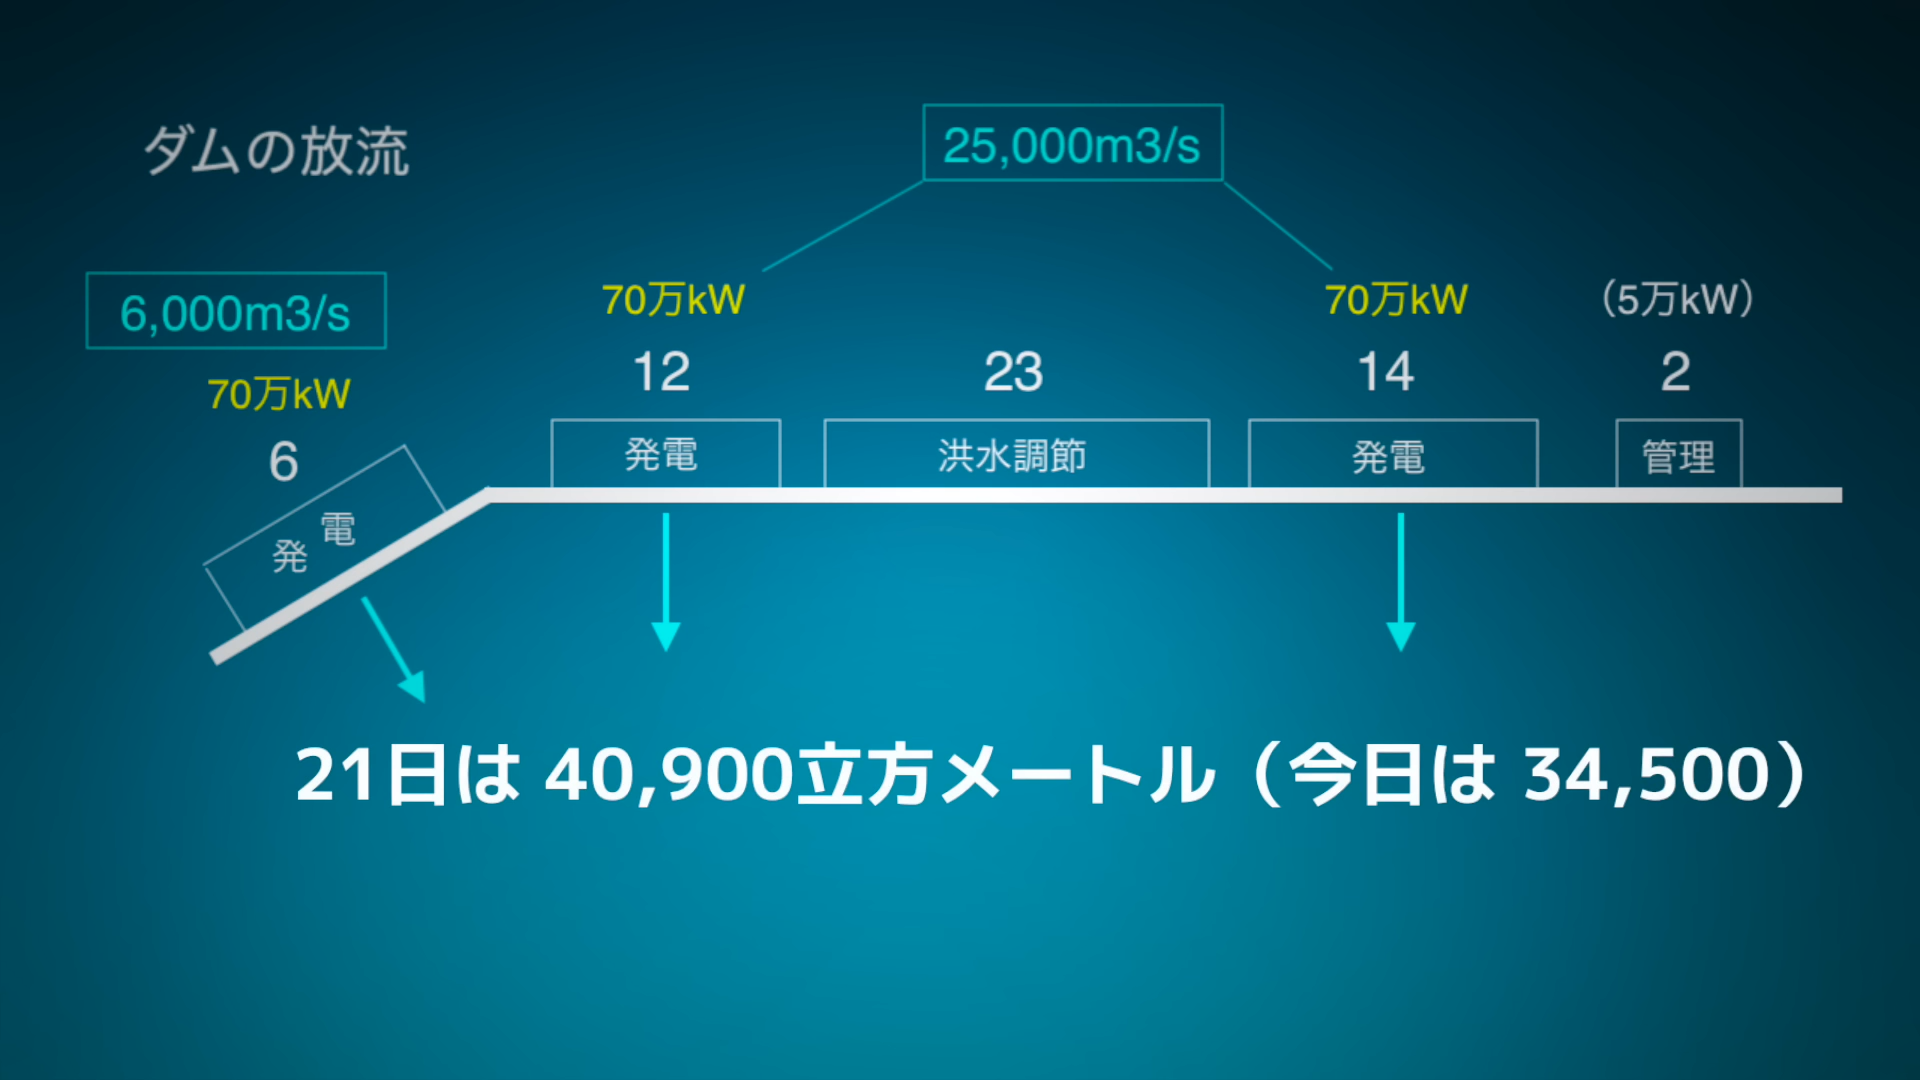 ダムの放流
25,000m3/s
6,000m3/s
70万kW
6
発電
70万kW
12
発電
23
洪水調節
70万kW
14
発電
（5万kW）
2
管理
21日は 40,900立方メートル（今日は 34,500）